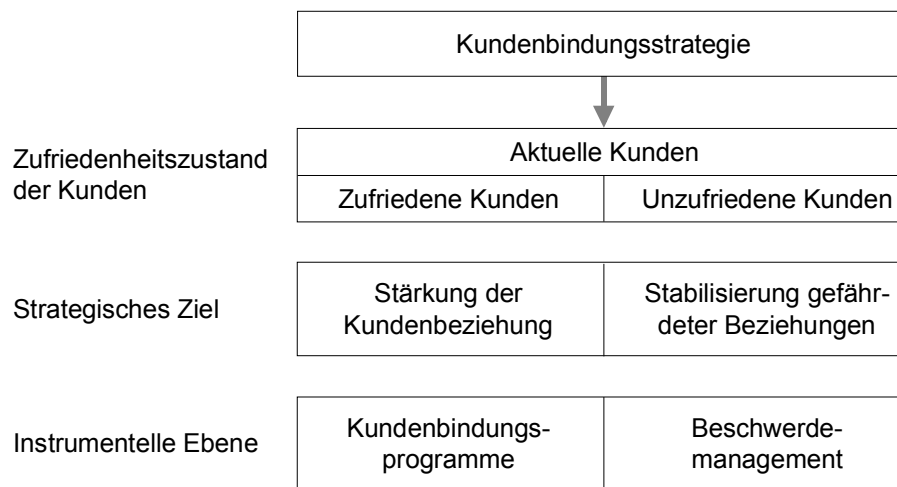 Kundenbindungsstrategie
Zufriedenheitszustand
der Kunden
Aktuelle Kunden
Zufriedene Kunden
Unzufriedene Kunden
Strategisches Ziel
Stärkung der
Kundenbeziehung
Stabilisierung gefähr-
deter Beziehungen
Instrumentelle Ebene
Kundenbindungs-
programme
Beschwerde-
management